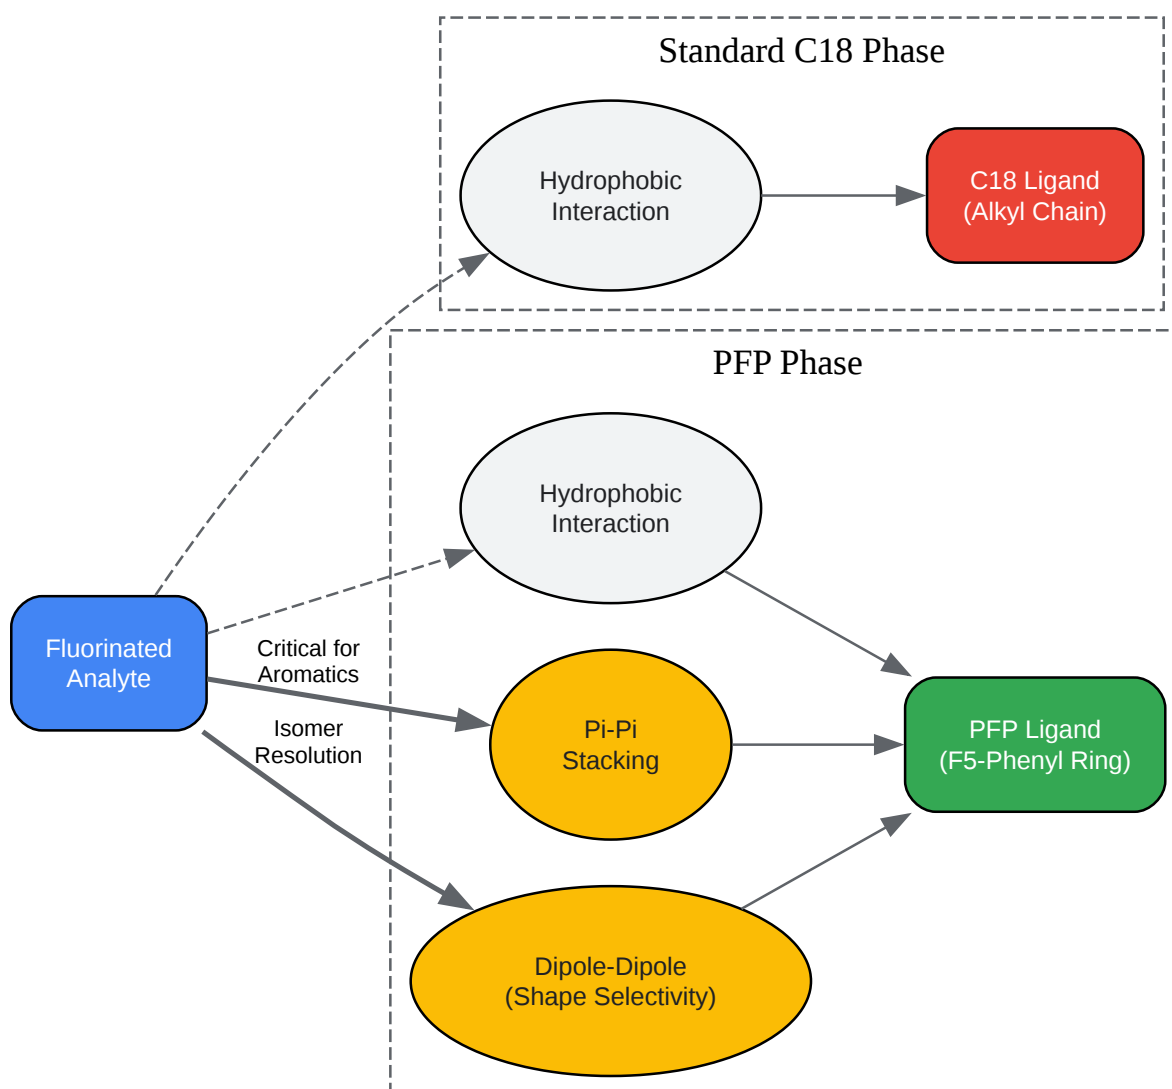 Standard C18 Phase
Hydrophobic
Interaction
C18 Ligand
(Alkyl Chain)
PFP Phase
Hydrophobic
Interaction
Fluorinated
Analyte
Critical for
Aromatics
Isomer
Resolution
Pi-Pi
Stacking
PFP Ligand
(F5-Phenyl Ring)
Dipole-Dipole
(Shape Selectivity)